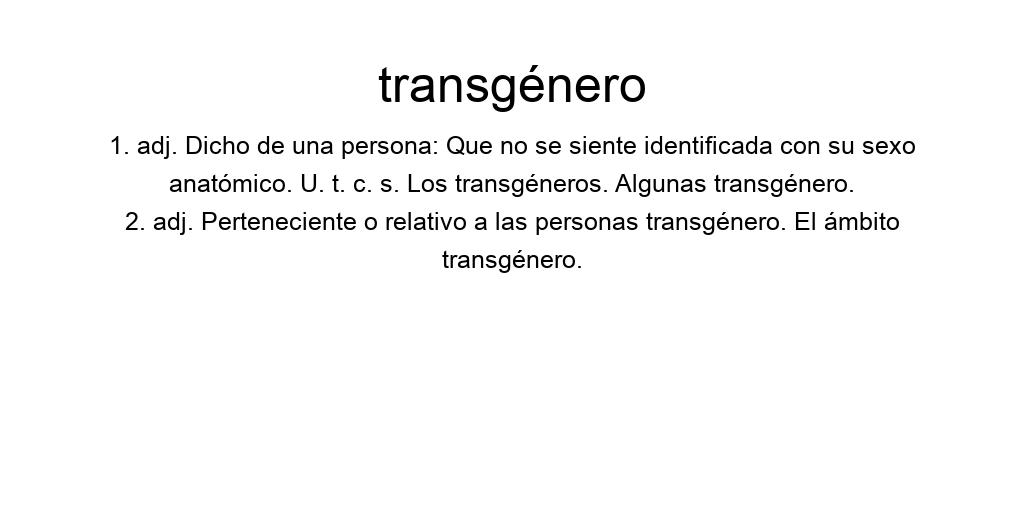 transgénero
1. adj. Dicho de una persona: Que no se siente identificada con su sexo
anatómico. U. t. c. s. Los transgéneros. Algunas transgénero.
2. adj. Perteneciente o relativo a las personas transgénero. El ámbito
transgénero.